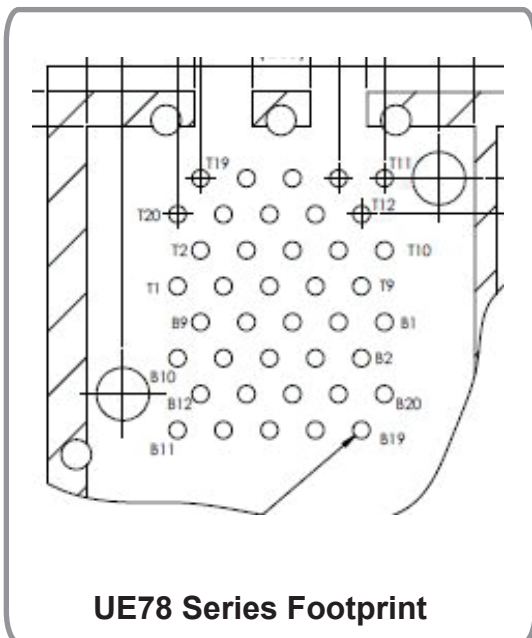 T19
T11
T20
T12
T2
T10
T1
T9
B9
B1
B2
B10
B12
B20
B11
B19
UE78 Series Footprint